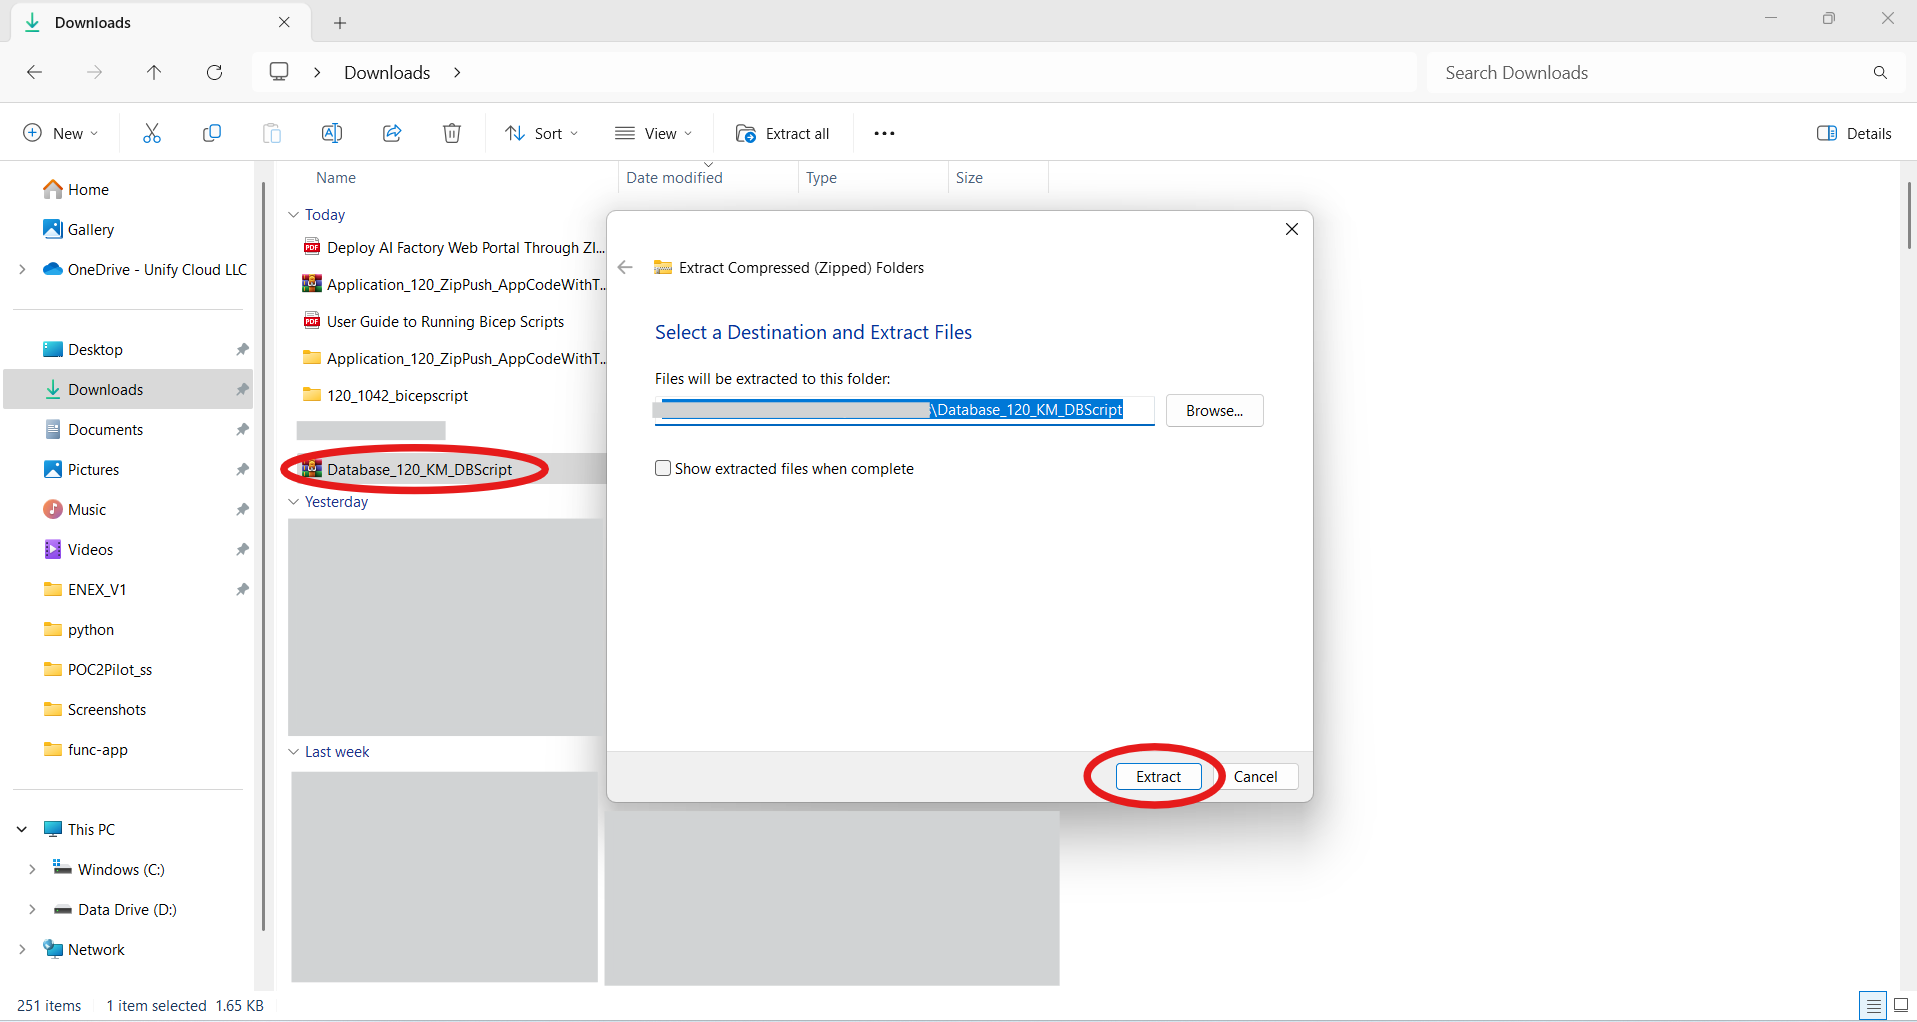 Downloads
Downloads
Search Downloads
New
Sort
View
Extract all
Details
Name
Date modified
Type
Size
Home
Gallery
OneDrive - Unify Cloud LLC
Desktop
Downloads
Documents
Pictures
Music
Videos
ENEX_V1
python
POC2Pilot_ss
Screenshots
func-app
This PC
Windows (C:)
Data Drive (D:)
Network
Today
Deploy AI Factory Web Portal Through ZI...
Application_120_ZipPush_AppCodeWithT...
User Guide to Running Bicep Scripts
Application_120_ZipPush_AppCodeWithT...
120_1042_bicepscript
Database_120_KM_DBScript
Yesterday
Last week
Extract Compressed (Zipped) Folders
Select a Destination and Extract Files
Files will be extracted to this folder:
\Database_120_KM_DBScript
Browse...
Show extracted files when complete
Extract
Cancel
251 items
1 item selected 1.65 KB